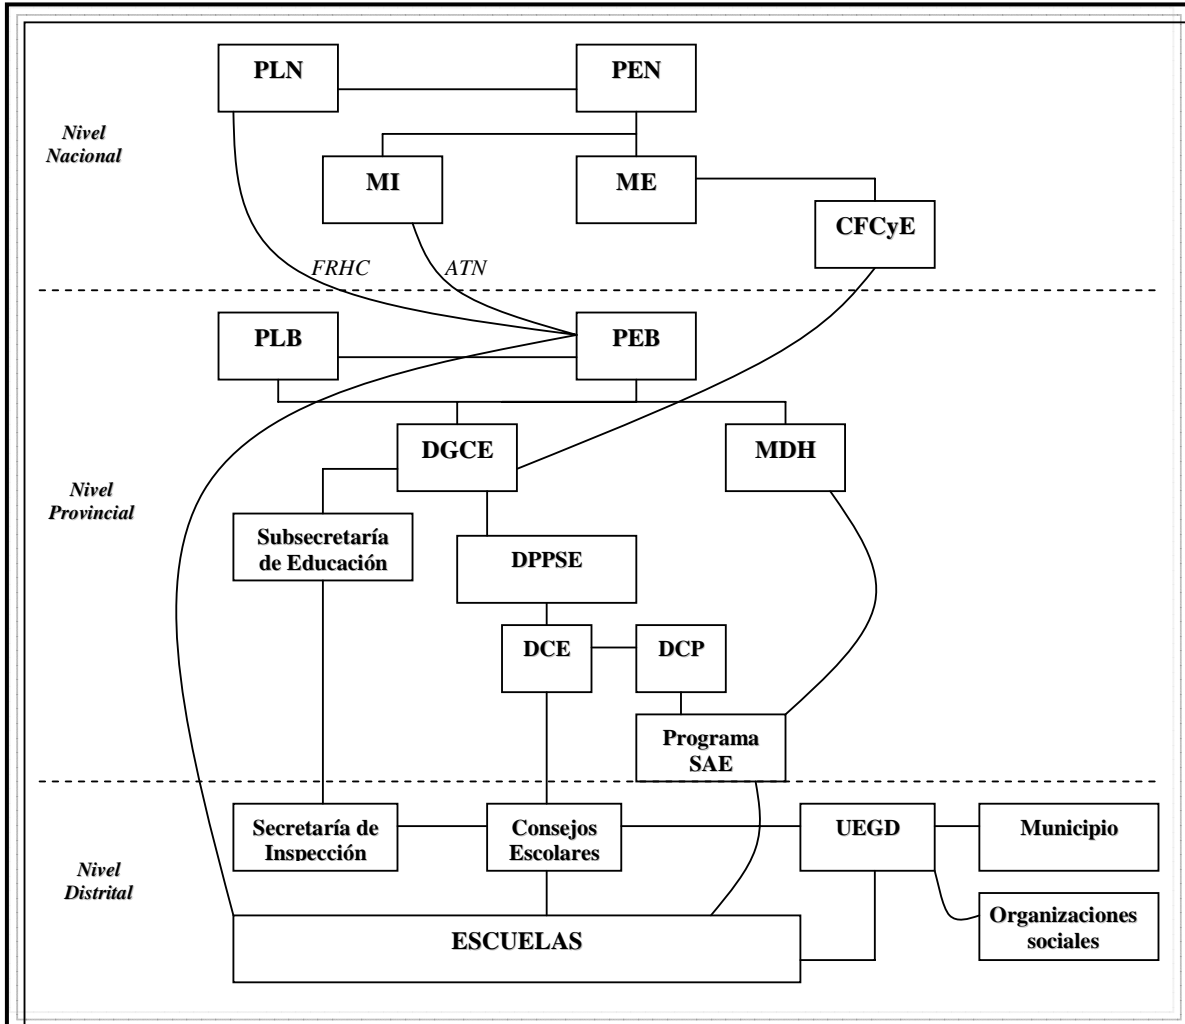 PLN
PEN
Nivel
Nacional
MI
ME
CFCyE
FRHC
ATN
PLB
PEB
DGCE
MDH
Nivel
Provincial
Subsecretaría
de Educación
DPPSE
DCE
DCP
Programa
SAE
Secretaría de
Inspección
Consejos
Escolares
UEGD
Municipio
Nivel
Distrital
Organizaciones
sociales
ESCUELAS